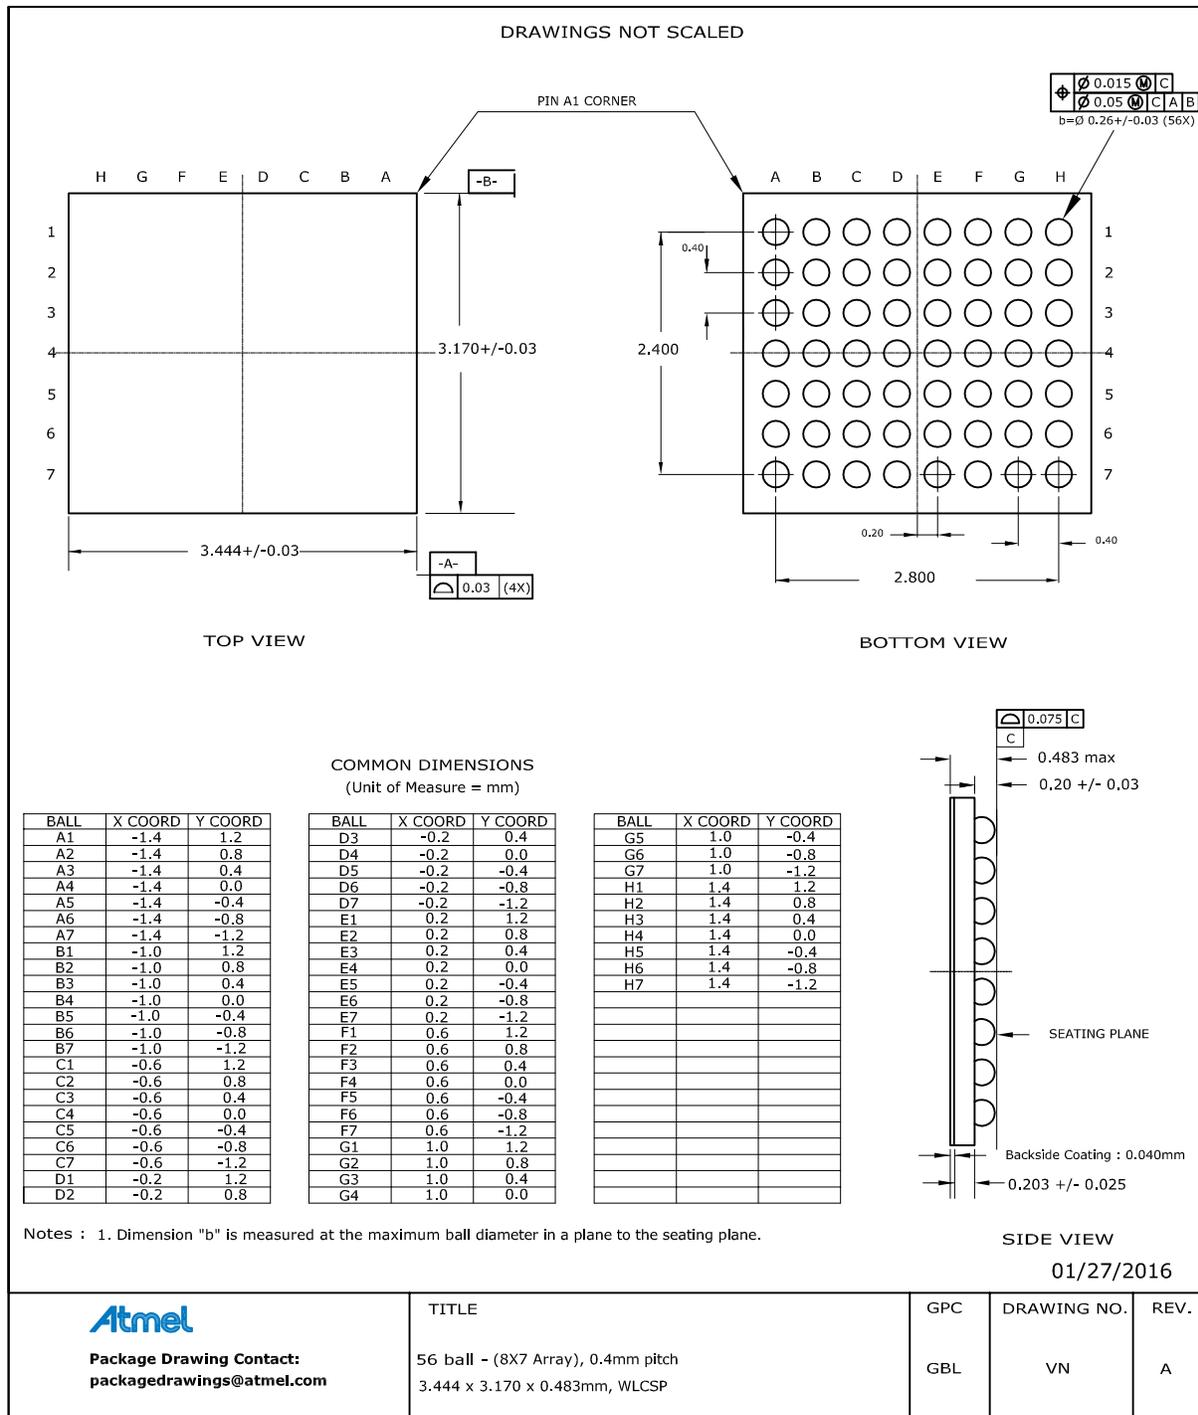 DRAWINGS NOT SCALED
PIN A1 CORNER
Ø 0.015 Ⓜ C
Ø 0.05 Ⓜ C A B
b=Ø 0.26+/-0.03 (56X)
H G F E D C B A
-B-
A B C D E F G H
1
2
3
4
5
6
7
3.170+/-0.03
3.444+/-0.03
-A-
0.03 (4X)
0.40
2.400
1
2
3
4
5
6
7
0.20
0.40
2.800
TOP VIEW
BOTTOM VIEW
COMMON DIMENSIONS
(Unit of Measure = mm)
BALL X COORD Y COORD
A1 -1.4 1.2
A2 -1.4 0.8
A3 -1.4 0.4
A4 -1.4 0.0
A5 -1.4 -0.4
A6 -1.4 -0.8
A7 -1.4 -1.2
B1 -1.0 1.2
B2 -1.0 0.8
B3 -1.0 0.4
B4 -1.0 0.0
B5 -1.0 -0.4
B6 -1.0 -0.8
B7 -1.0 -1.2
C1 -0.6 1.2
C2 -0.6 0.8
C3 -0.6 0.4
C4 -0.6 0.0
C5 -0.6 -0.4
C6 -0.6 -0.8
C7 -0.6 -1.2
D1 -0.2 1.2
D2 -0.2 0.8
BALL X COORD Y COORD
D3 -0.2 0.4
D4 -0.2 0.0
D5 -0.2 -0.4
D6 -0.2 -0.8
D7 -0.2 -1.2
E1 0.2 1.2
E2 0.2 0.8
E3 0.2 0.4
E4 0.2 0.0
E5 0.2 -0.4
E6 0.2 -0.8
E7 0.2 -1.2
F1 0.6 1.2
F2 0.6 0.8
F3 0.6 0.4
F4 0.6 0.0
F5 0.6 -0.4
F6 0.6 -0.8
F7 0.6 -1.2
G1 1.0 1.2
G2 1.0 0.8
G3 1.0 0.4
G4 1.0 0.0
BALL X COORD Y COORD
G5 1.0 -0.4
G6 1.0 -0.8
G7 1.0 -1.2
H1 1.4 1.2
H2 1.4 0.8
H3 1.4 0.4
H4 1.4 0.0
H5 1.4 -0.4
H6 1.4 -0.8
H7 1.4 -1.2
0.075 C
C
0.483 max
0.20 +/- 0.03
SEATING PLANE
Backside Coating : 0.040mm
0.203 +/- 0.025
SIDE VIEW
Notes : 1. Dimension "b" is measured at the maximum ball diameter in a plane to the seating plane.
01/27/2016
Atmel
Package Drawing Contact:
packagedrawings@atmel.com
TITLE
56 ball - (8X7 Array), 0.4mm pitch
3.444 x 3.170 x 0.483mm, WLCSP
GPC
GBL
DRAWING NO.
VN
REV.
A